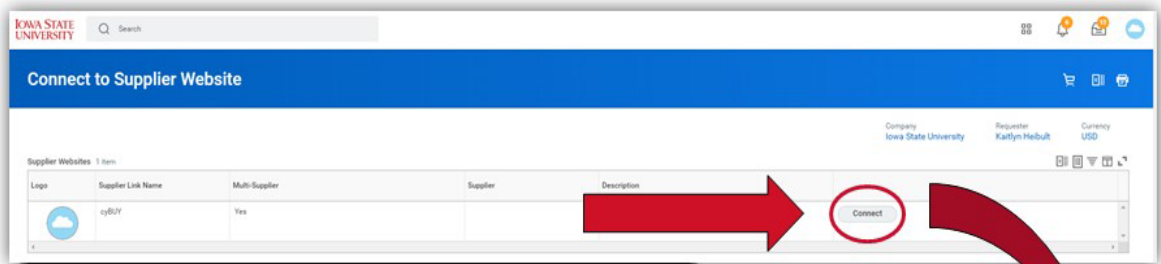 IOWA STATE
UNIVERSITY
Search
Connect to Supplier Website
Company
Iowa State University
Requester
Kaitlyn Heibult
Currency
USD
Supplier Websites 1 item
Logo Supplier Link Name Multi-Supplier Supplier Description
cyBUY Yes Connect